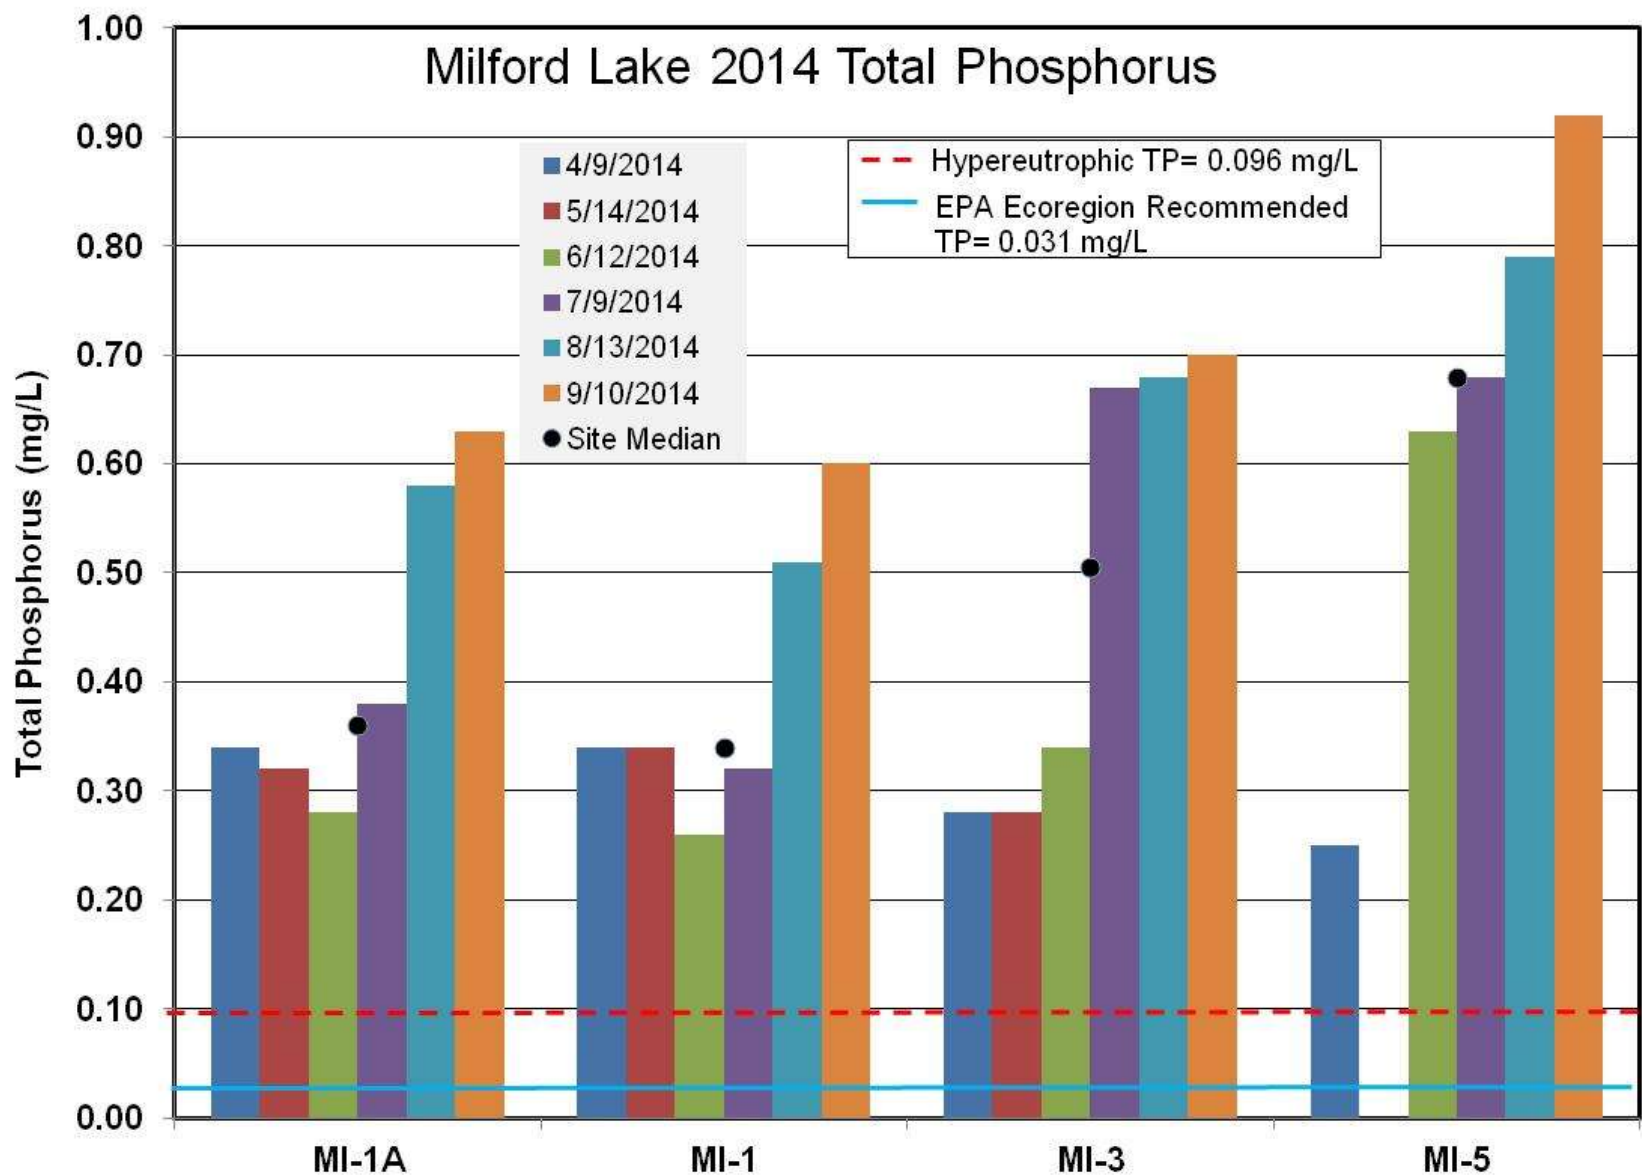 Milford Lake 2014 Total Phosphorus
1.00
0.90
0.80
0.70
0.60
0.50
0.40
0.30
0.20
0.10
0.00
Total Phosphorus (mg/L)
4/9/2014
5/14/2014
6/12/2014
7/9/2014
8/13/2014
9/10/2014
Site Median
Hypereutrophic TP= 0.096 mg/L
EPA Ecoregion Recommended
TP= 0.031 mg/L
MI-1A
MI-1
MI-3
MI-5